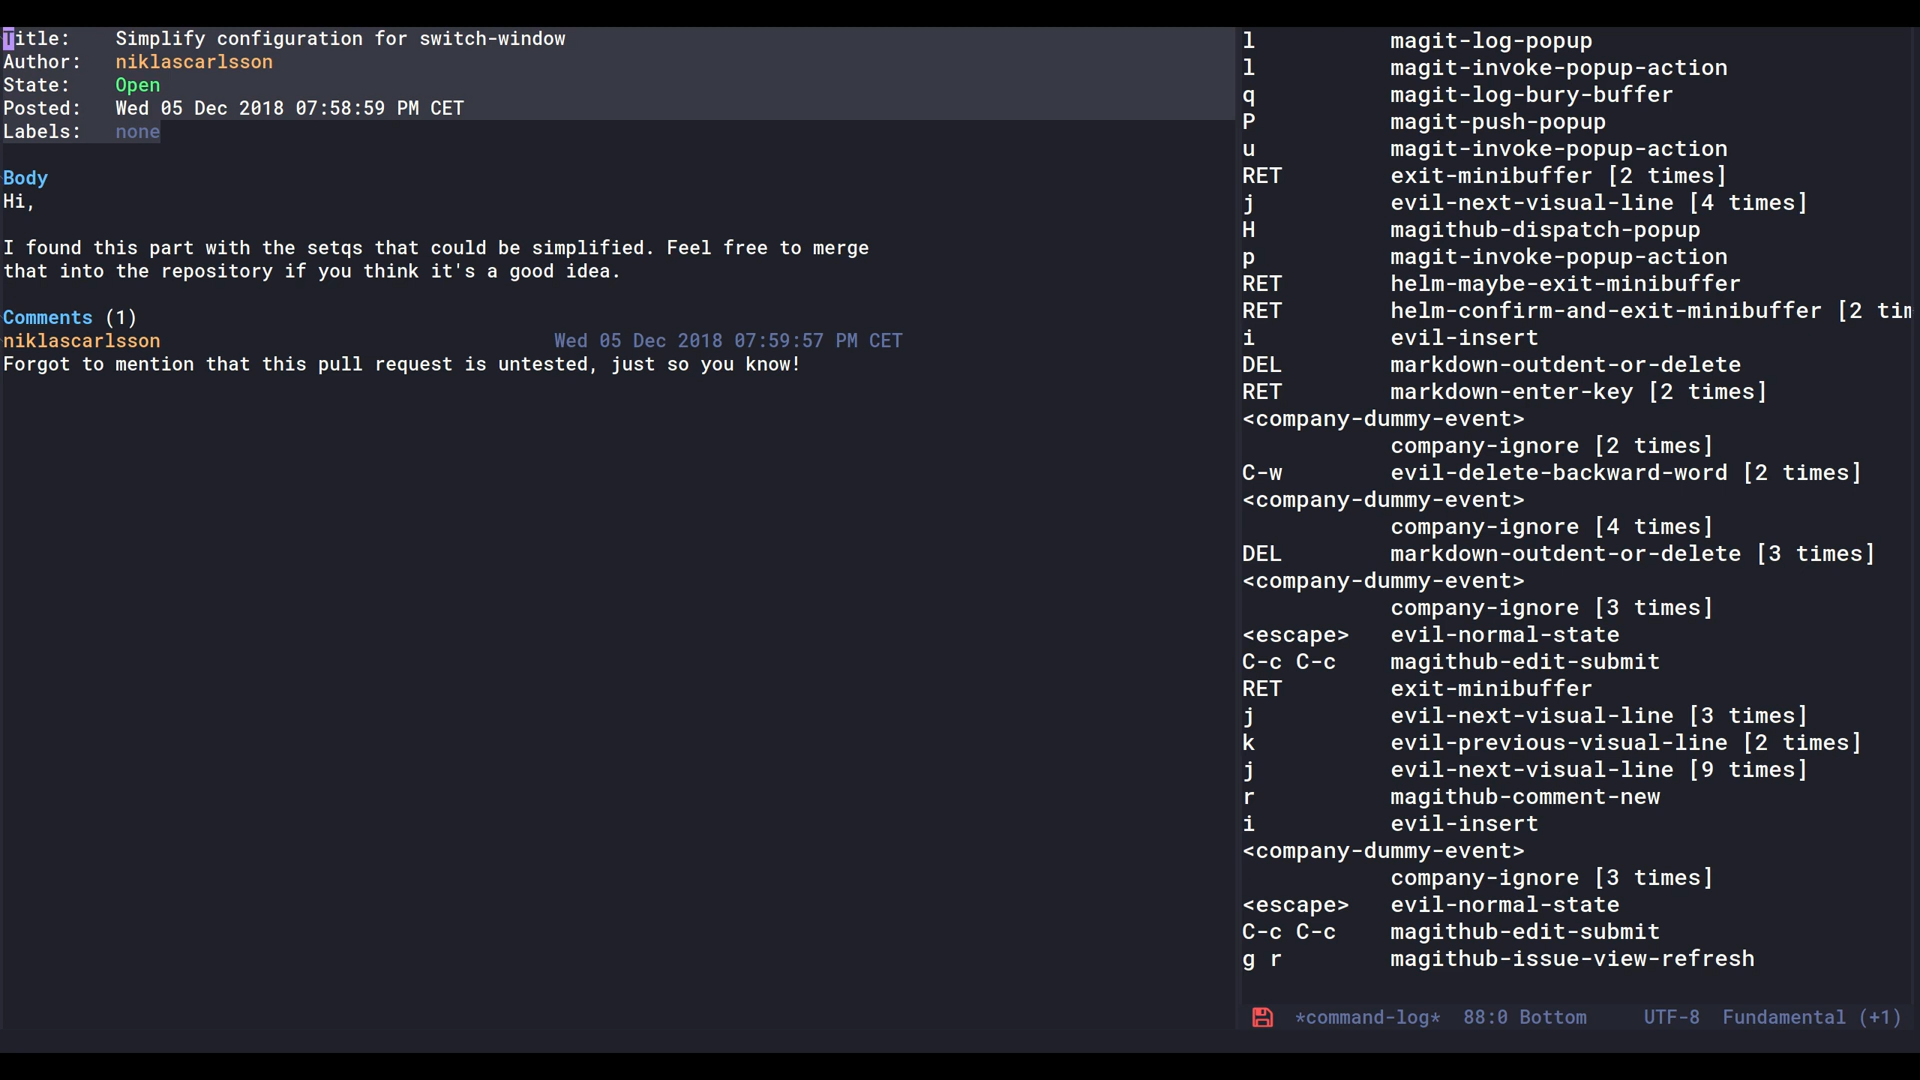 Title:    Simplify configuration for switch-window
Author:   niklascarlsson
State:    Open
Posted:   Wed 05 Dec 2018 07:58:59 PM CET
Labels:   none
Body
Hi,
I found this part with the setqs that could be simplified. Feel free to merge
that into the repository if you think it's a good idea.
Comments (1)
niklascarlsson                                   Wed 05 Dec 2018 07:59:57 PM CET
Forgot to mention that this pull request is untested, just so you know!
l          magit-log-popup
l          magit-invoke-popup-action
q          magit-log-bury-buffer
P          magit-push-popup
u          magit-invoke-popup-action
RET        exit-minibuffer [2 times]
j          evil-next-visual-line [4 times]
H          magithub-dispatch-popup
p          magit-invoke-popup-action
RET        helm-maybe-exit-minibuffer
RET        helm-confirm-and-exit-minibuffer [2 tim
i          evil-insert
DEL        markdown-outdent-or-delete
RET        markdown-enter-key [2 times]
<company-dummy-event>
           company-ignore [2 times]
C-w        evil-delete-backward-word [2 times]
<company-dummy-event>
           company-ignore [4 times]
DEL        markdown-outdent-or-delete [3 times]
<company-dummy-event>
           company-ignore [3 times]
<escape>   evil-normal-state
C-c C-c    magithub-edit-submit
RET        exit-minibuffer
j          evil-next-visual-line [3 times]
k          evil-previous-visual-line [2 times]
j          evil-next-visual-line [9 times]
r          magithub-comment-new
i          evil-insert
<company-dummy-event>
           company-ignore [3 times]
<escape>   evil-normal-state
C-c C-c    magithub-edit-submit
g r        magithub-issue-view-refresh
*command-log*  88:0 Bottom    UTF-8  Fundamental (+1)